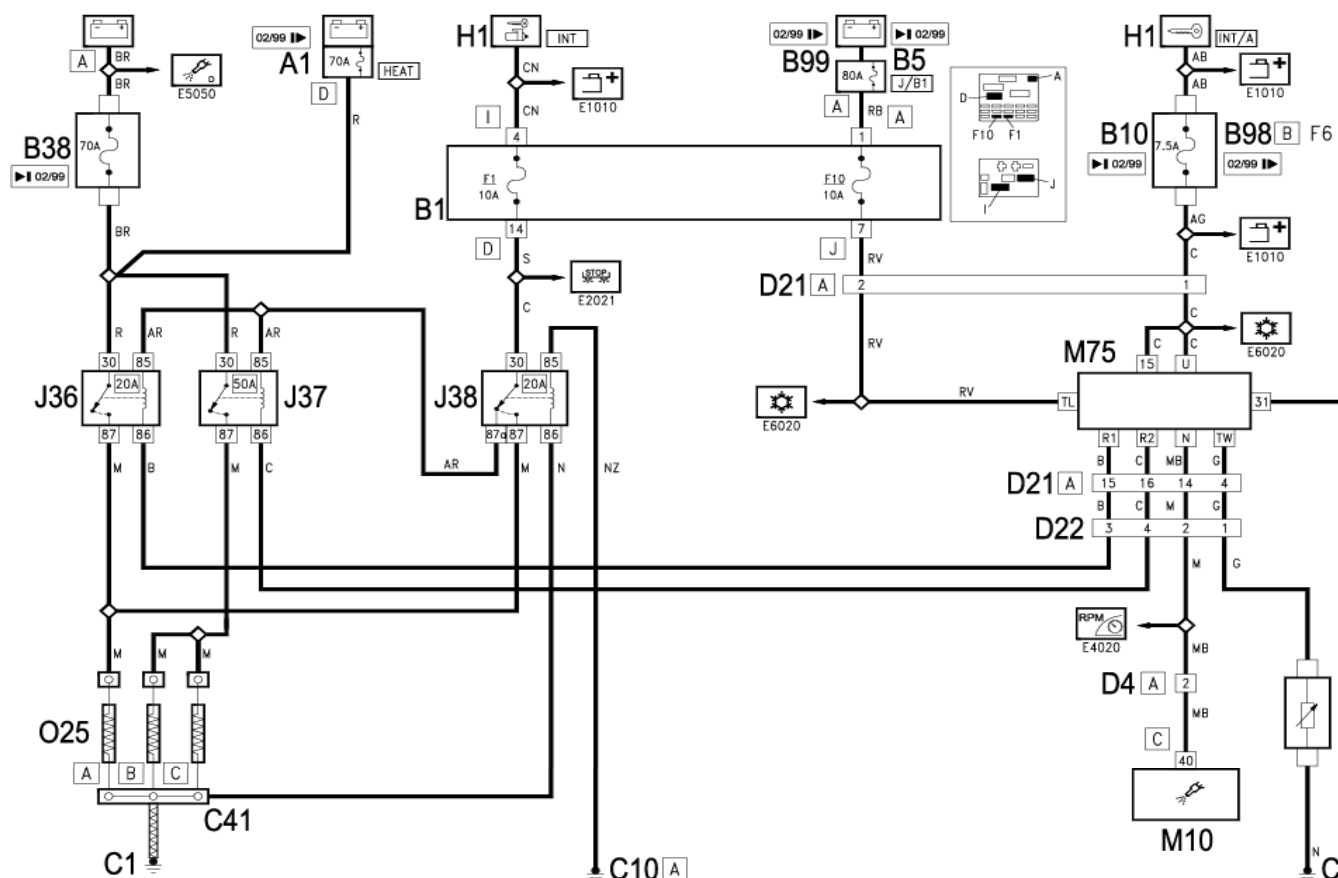 02/99
A1
H1
INT
02/99
02/99
H1
INT/A
A
BR
70A
HEAT
CN
B99
B5
AB
E5050
D
BR
D
E1010
80A
J/B1
A
E1010
AB
R
I
CN
A
RB
A
D
F10
F1
B38
70A
4
1
B10
7.5A
B98
B
F6
02/99
02/99
02/99
F1
10A
F10
10A
J
I
B1
BR
14
7
AG
D
S
J
RV
E1010
STOP
E2021
C
D21
A
2
1
C
RV
C
R
AR
R
AR
C
C
E6020
M75
30
85
30
85
30
85
15
U
20A
50A
20A
J36
J37
J38
RV
TL
31
E6020
87
86
87
86
87a
87
86
R1
R2
N
TW
M
B
M
C
AR
M
N
NZ
B
C
MB
G
D21
A
15
16
14
4
B
C
M
G
D22
3
4
2
1
M
G
RPM
E4020
M
M
M
MB
D4
A
2
O25
MB
A
B
C
C
40
C41
M10
C1
C10
A
N
C